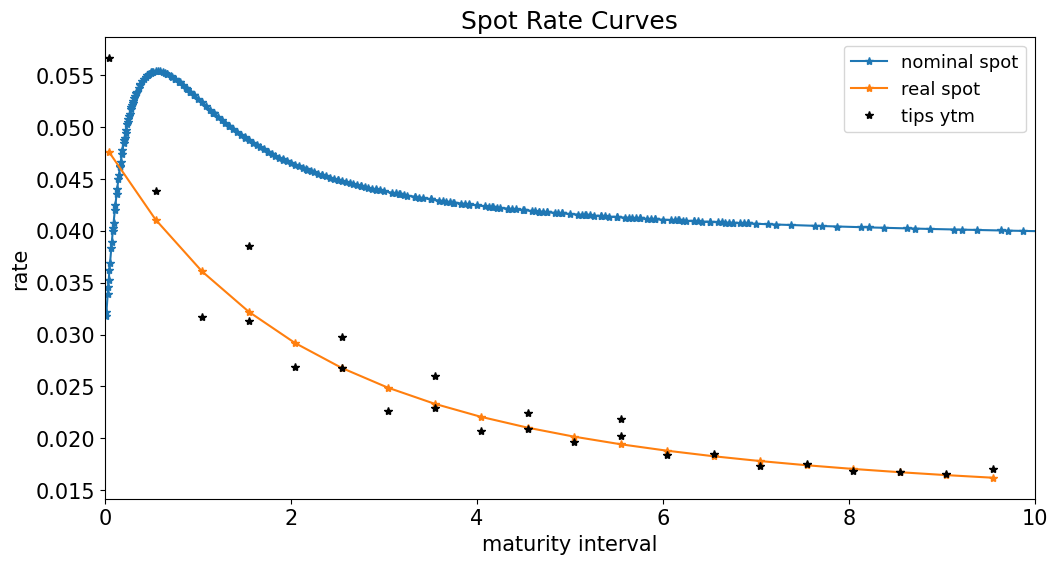 Spot Rate Curves
nominal spot
real spot
tips ytm
rate
0.055
0.050
0.045
0.040
0.035
0.030
0.025
0.020
0.015
0 2 4 6 8 10
maturity interval